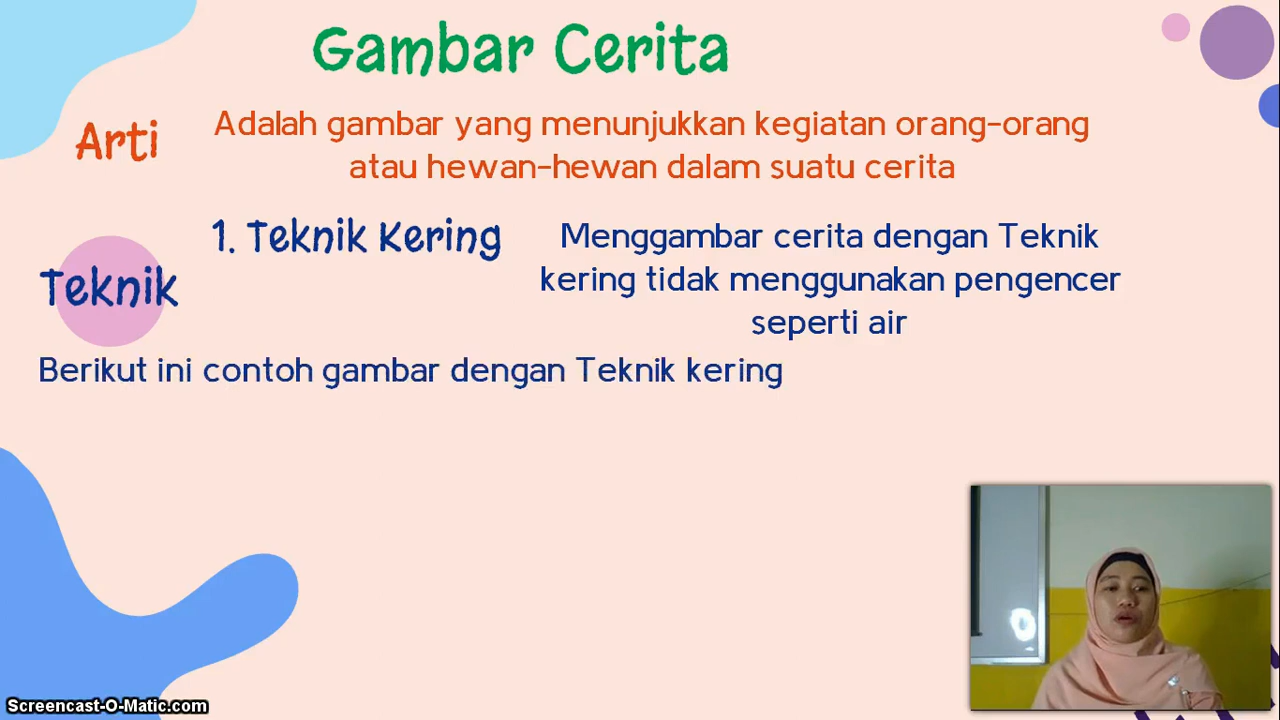 Gambar Cerita
Arti
Adalah gambar yang menunjukkan kegiatan orang-orang
atau hewan-hewan dalam suatu cerita
Teknik
1. Teknik Kering
Menggambar cerita dengan Teknik
kering tidak menggunakan pengencer
seperti air
Berikut ini contoh gambar dengan Teknik kering
Screencast-O-Matic.com